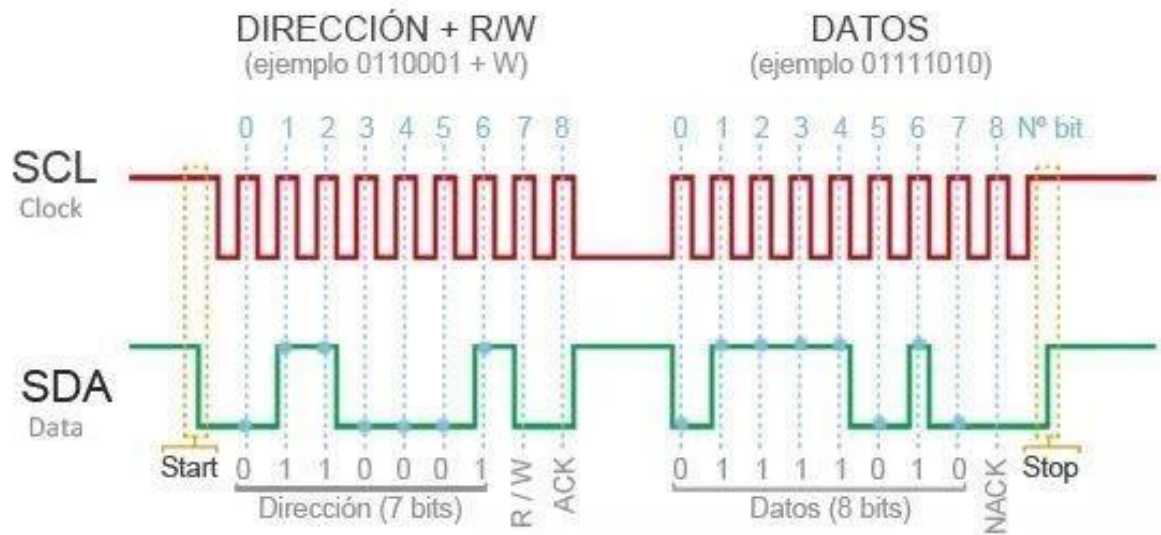 DIRECCIÓN + R/W
(ejemplo 0110001 + W)
DATOS
(ejemplo 01111010)
0 1 2 3 4 5 6 7 8
0 1 2 3 4 5 6 7 8 Nº bit
SCL
Clock
SDA
Data
Start
0 1 1 0 0 0 1 R / W ACK
Dirección (7 bits)
0 1 1 1 1 0 1 0 NACK
Datos (8 bits)
Stop